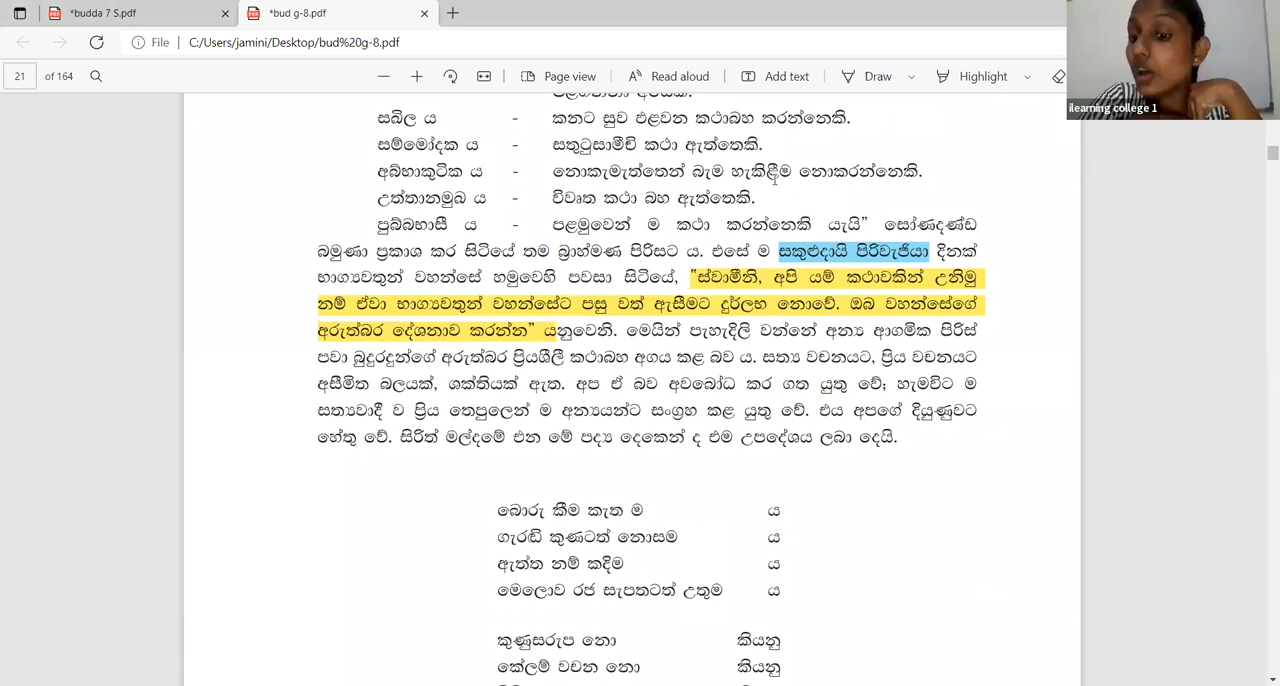 *budda 7 S.pdf
*bud g-8.pdf
File | C:/Users/jamini/Desktop/bud%20g-8.pdf
21 of 164 Page view Read aloud Add text Draw Highlight
ilearning college 1
සඛිල ය - කනට සුව එළවන කථාබහ කරන්නෙකි.
සම්මෝදක ය - සතුටුසාමීචි කථා ඇත්තෙකි.
අබ්භාකුටික ය - නොකැමැත්තෙන් බැම හැකිළීම නොකරන්නෙකි.
උත්තානමුඛ ය - විවෘත කථා බහ ඇත්තෙකි.
පුබ්බභාසී ය - පළමුවෙන් ම කථා කරන්නෙකි යැයි” සෝණදණ්ඩ
බමුණා ප්‍රකාශ කර සිටියේ තම බ්‍රාහ්මණ පිරිසට ය. එසේ ම සකුළුදායි පිරිවැජියා දිනක්
භාග්‍යවතුන් වහන්සේ හමුවෙහි පවසා සිටියේ, "ස්වාමීනි, අපි යම් කථාවකින් උනිමු
නම් ඒවා භාග්‍යවතුන් වහන්සේට පසු වත් ඇසීමට දුර්ලභ නොවේ. ඔබ වහන්සේගේ
අරුත්බර දේශනාව කරන්න” යනුවෙනි. මෙයින් පැහැදිලි වන්නේ අන්‍ය ආගමික පිරිස්
පවා බුදුරදුන්ගේ අරුත්බර ප්‍රියශීලී කථාබහ අගය කළ බව ය. සත්‍ය වචනයට, ප්‍රිය වචනයට
අසීමිත බලයක්, ශක්තියක් ඇත. අප ඒ බව අවබෝධ කර ගත යුතු වේ; හැමවිට ම
සත්‍යවාදී ව ප්‍රිය තෙපුලෙන් ම අන්‍යයන්ට සංග්‍රහ කළ යුතු වේ. එය අපගේ දියුණුවට
හේතු වේ. සිරිත් මල්දමේ එන මේ පද්‍ය දෙකෙන් ද එම උපදේශය ලබා දෙයි.
බොරු කීම කැත ම ය
ගැරඬි කුණටත් නොසම ය
ඇත්ත නම් කදිම ය
මෙලොව රජ සැපතටත් උතුම ය
කුණුසරුප නො කියනු
කේලම් වචන නො කියනු